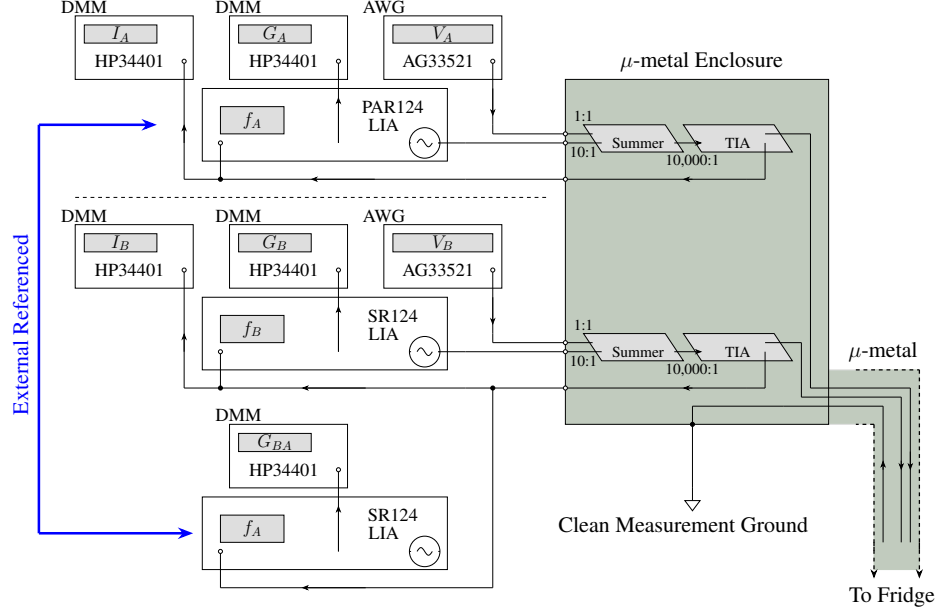 DMM
DMM
AWG
I_A
G_A
V_A
HP34401
HP34401
AG33521
μ-metal Enclosure
PAR124
LIA
f_A
1:1
10:1
Summer
10,000:1
TIA
DMM
DMM
AWG
I_B
G_B
V_B
HP34401
HP34401
AG33521
SR124
LIA
f_B
1:1
10:1
Summer
10,000:1
TIA
μ-metal
External Referenced
DMM
G_{BA}
HP34401
SR124
LIA
f_A
Clean Measurement Ground
To Fridge